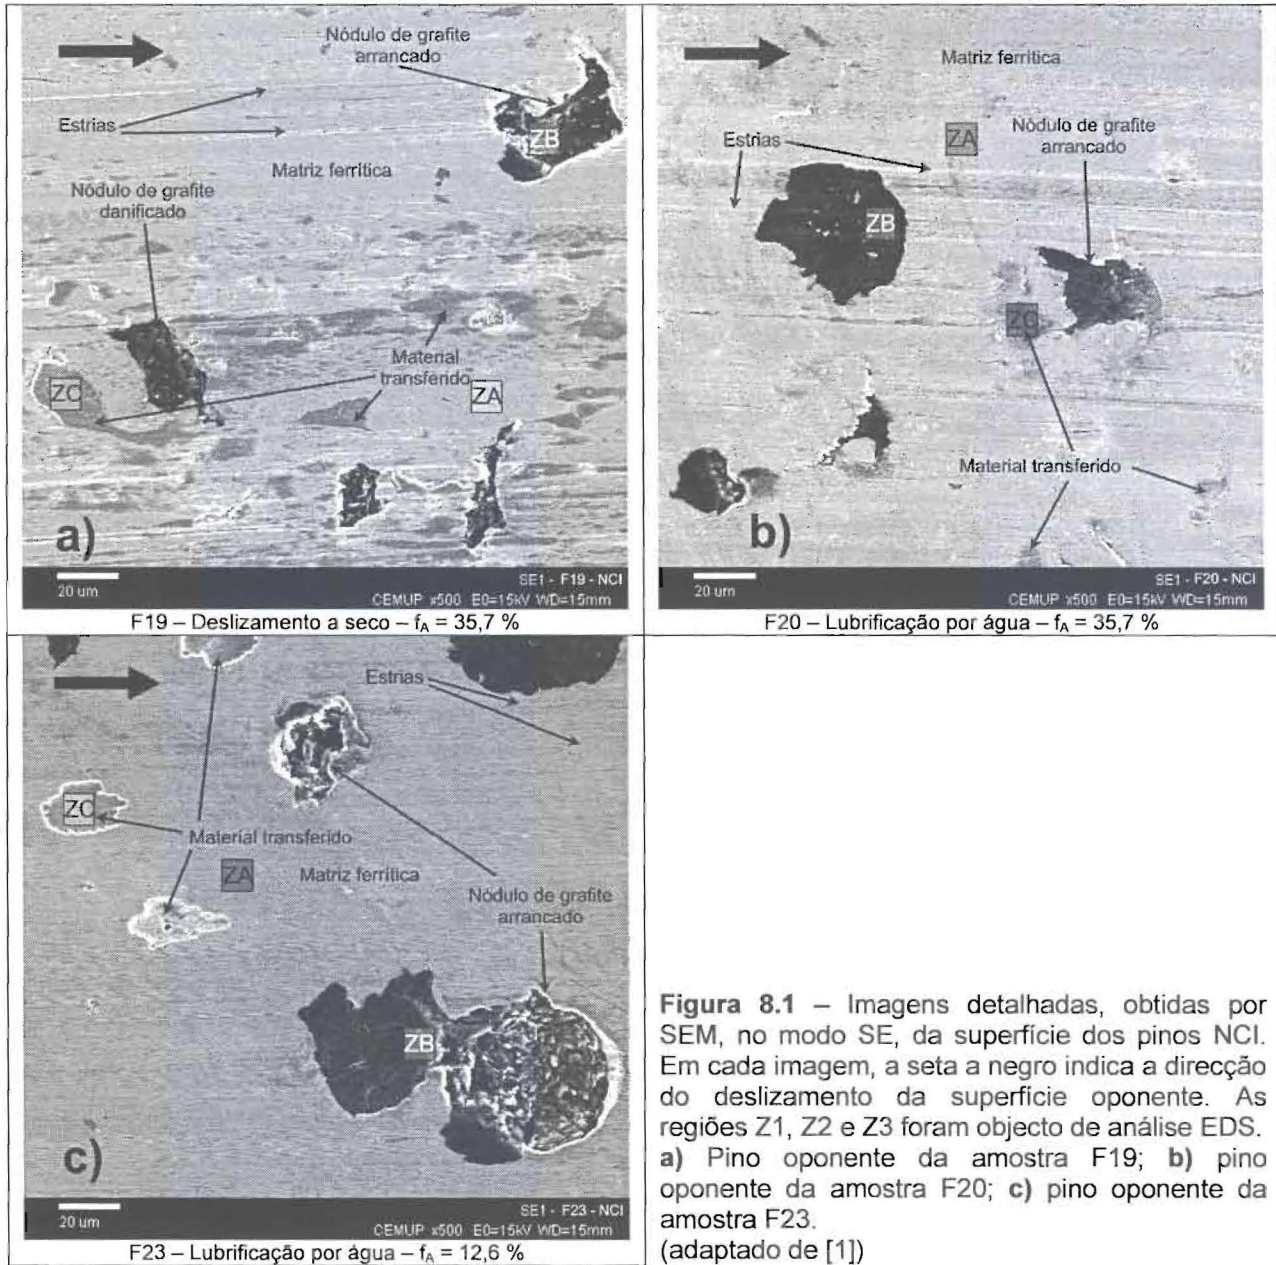 Nódulo de grafite
arrancado
Estrias
ZB
Matriz ferrítica
Nódulo de grafite
danificado
Material
transferido
ZC
ZA
a)
20 um
SE1 - F19 - NCI
CEMUP x500 E0=15kV WD=15mm
F19 – Deslizamento a seco – fA = 35,7 %
Matriz ferrítica
Estrias
ZA
Nódulo de grafite
arrancado
ZB
ZC
Material transferido
b)
20 um
SE1 - F20 - NCI
CEMUP x500 E0=15kV WD=15mm
F20 – Lubrificação por água – fA = 35,7 %
Estrias
ZC
Material transferido
ZA
Matriz ferrítica
Nódulo de grafite
arrancado
ZB
c)
20 um
SE1 - F23 - NCI
CEMUP x500 E0=15kV WD=15mm
F23 – Lubrificação por água – fA = 12,6 %
Figura 8.1 – Imagens detalhadas, obtidas por
SEM, no modo SE, da superfície dos pinos NCI.
Em cada imagem, a seta a negro indica a direcção
do deslizamento da superfície oponente. As
regiões Z1, Z2 e Z3 foram objecto de análise EDS.
a) Pino oponente da amostra F19; b) pino
oponente da amostra F20; c) pino oponente da
amostra F23.
(adaptado de [1])